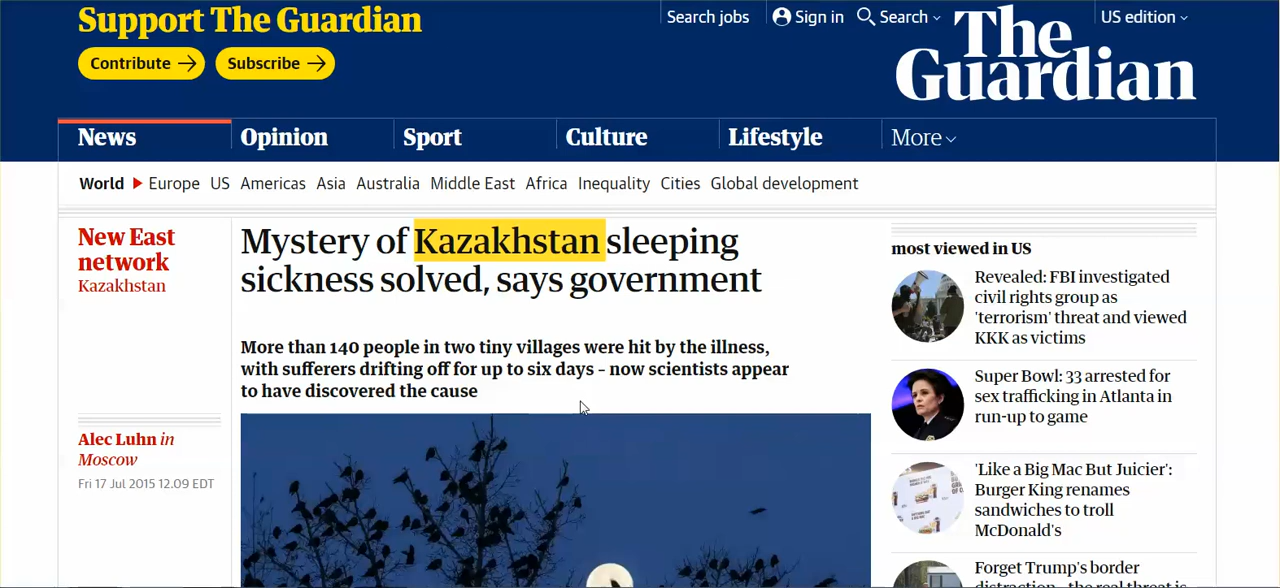 Support The Guardian
Contribute
Subscribe
Search jobs
Sign in
Search
US edition
The
Guardian
News
Opinion
Sport
Culture
Lifestyle
More
World
Europe
US
Americas
Asia
Australia
Middle East
Africa
Inequality
Cities
Global development
New East
network
Kazakhstan
Mystery of Kazakhstan sleeping
sickness solved, says government
More than 140 people in two tiny villages were hit by the illness,
with sufferers drifting off for up to six days – now scientists appear
to have discovered the cause
Alec Luhn in
Moscow
Fri 17 Jul 2015 12.09 EDT
most viewed in US
Revealed: FBI investigated
civil rights group as
'terrorism' threat and viewed
KKK as victims
Super Bowl: 33 arrested for
sex trafficking in Atlanta in
run-up to game
'Like a Big Mac But Juicier':
Burger King renames
sandwiches to troll
McDonald's
Forget Trump's border
distraction – the real threat is